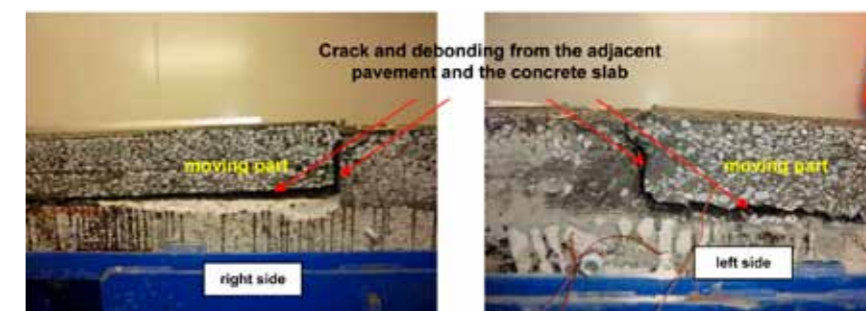 Crack and debonding from the adjacent
pavement and the concrete slab
moving part
moving part
right side
left side